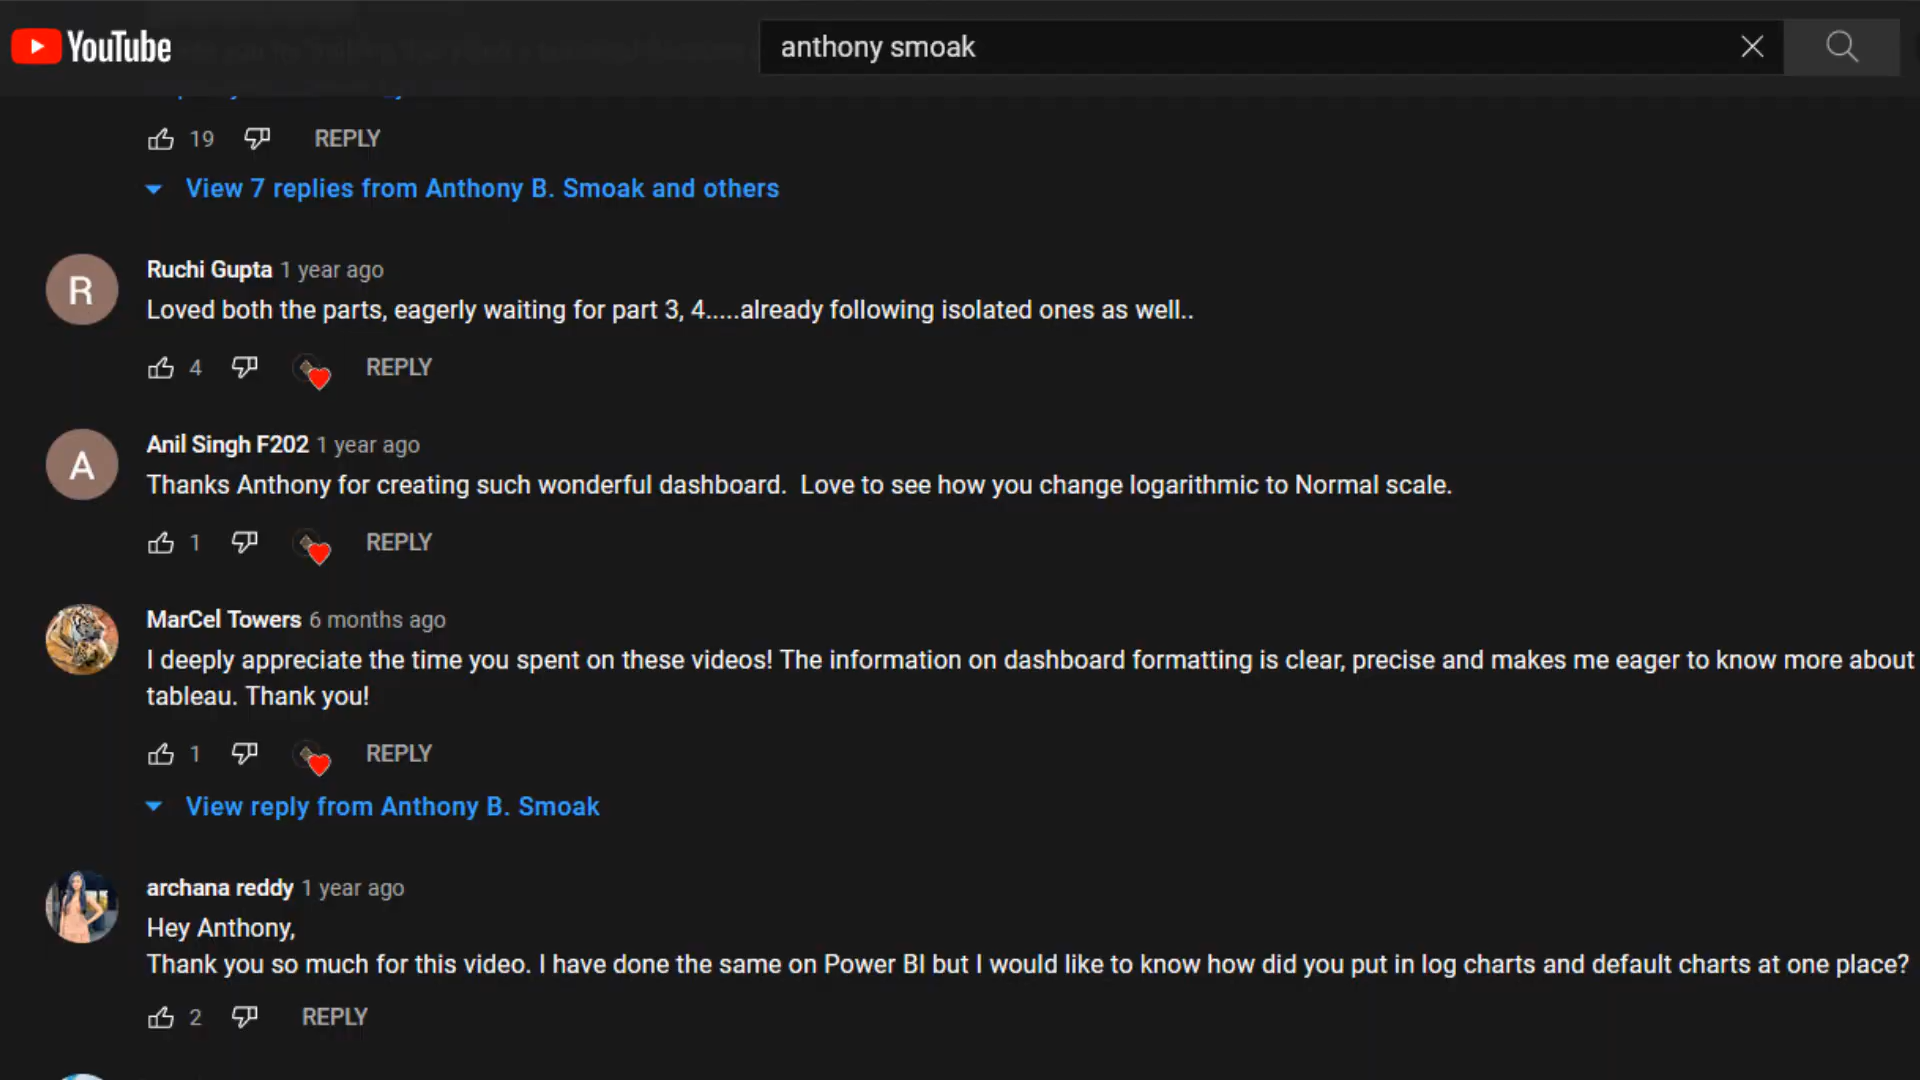 YouTube
anthony smoak
19 REPLY
View 7 replies from Anthony B. Smoak and others
R
Ruchi Gupta 1 year ago
Loved both the parts, eagerly waiting for part 3, 4.....already following isolated ones as well..
4 REPLY
A
Anil Singh F202 1 year ago
Thanks Anthony for creating such wonderful dashboard.  Love to see how you change logarithmic to Normal scale.
1 REPLY
MarCel Towers 6 months ago
I deeply appreciate the time you spent on these videos! The information on dashboard formatting is clear, precise and makes me eager to know more about
tableau. Thank you!
1 REPLY
View reply from Anthony B. Smoak
archana reddy 1 year ago
Hey Anthony,
Thank you so much for this video. I have done the same on Power BI but I would like to know how did you put in log charts and default charts at one place?
2 REPLY